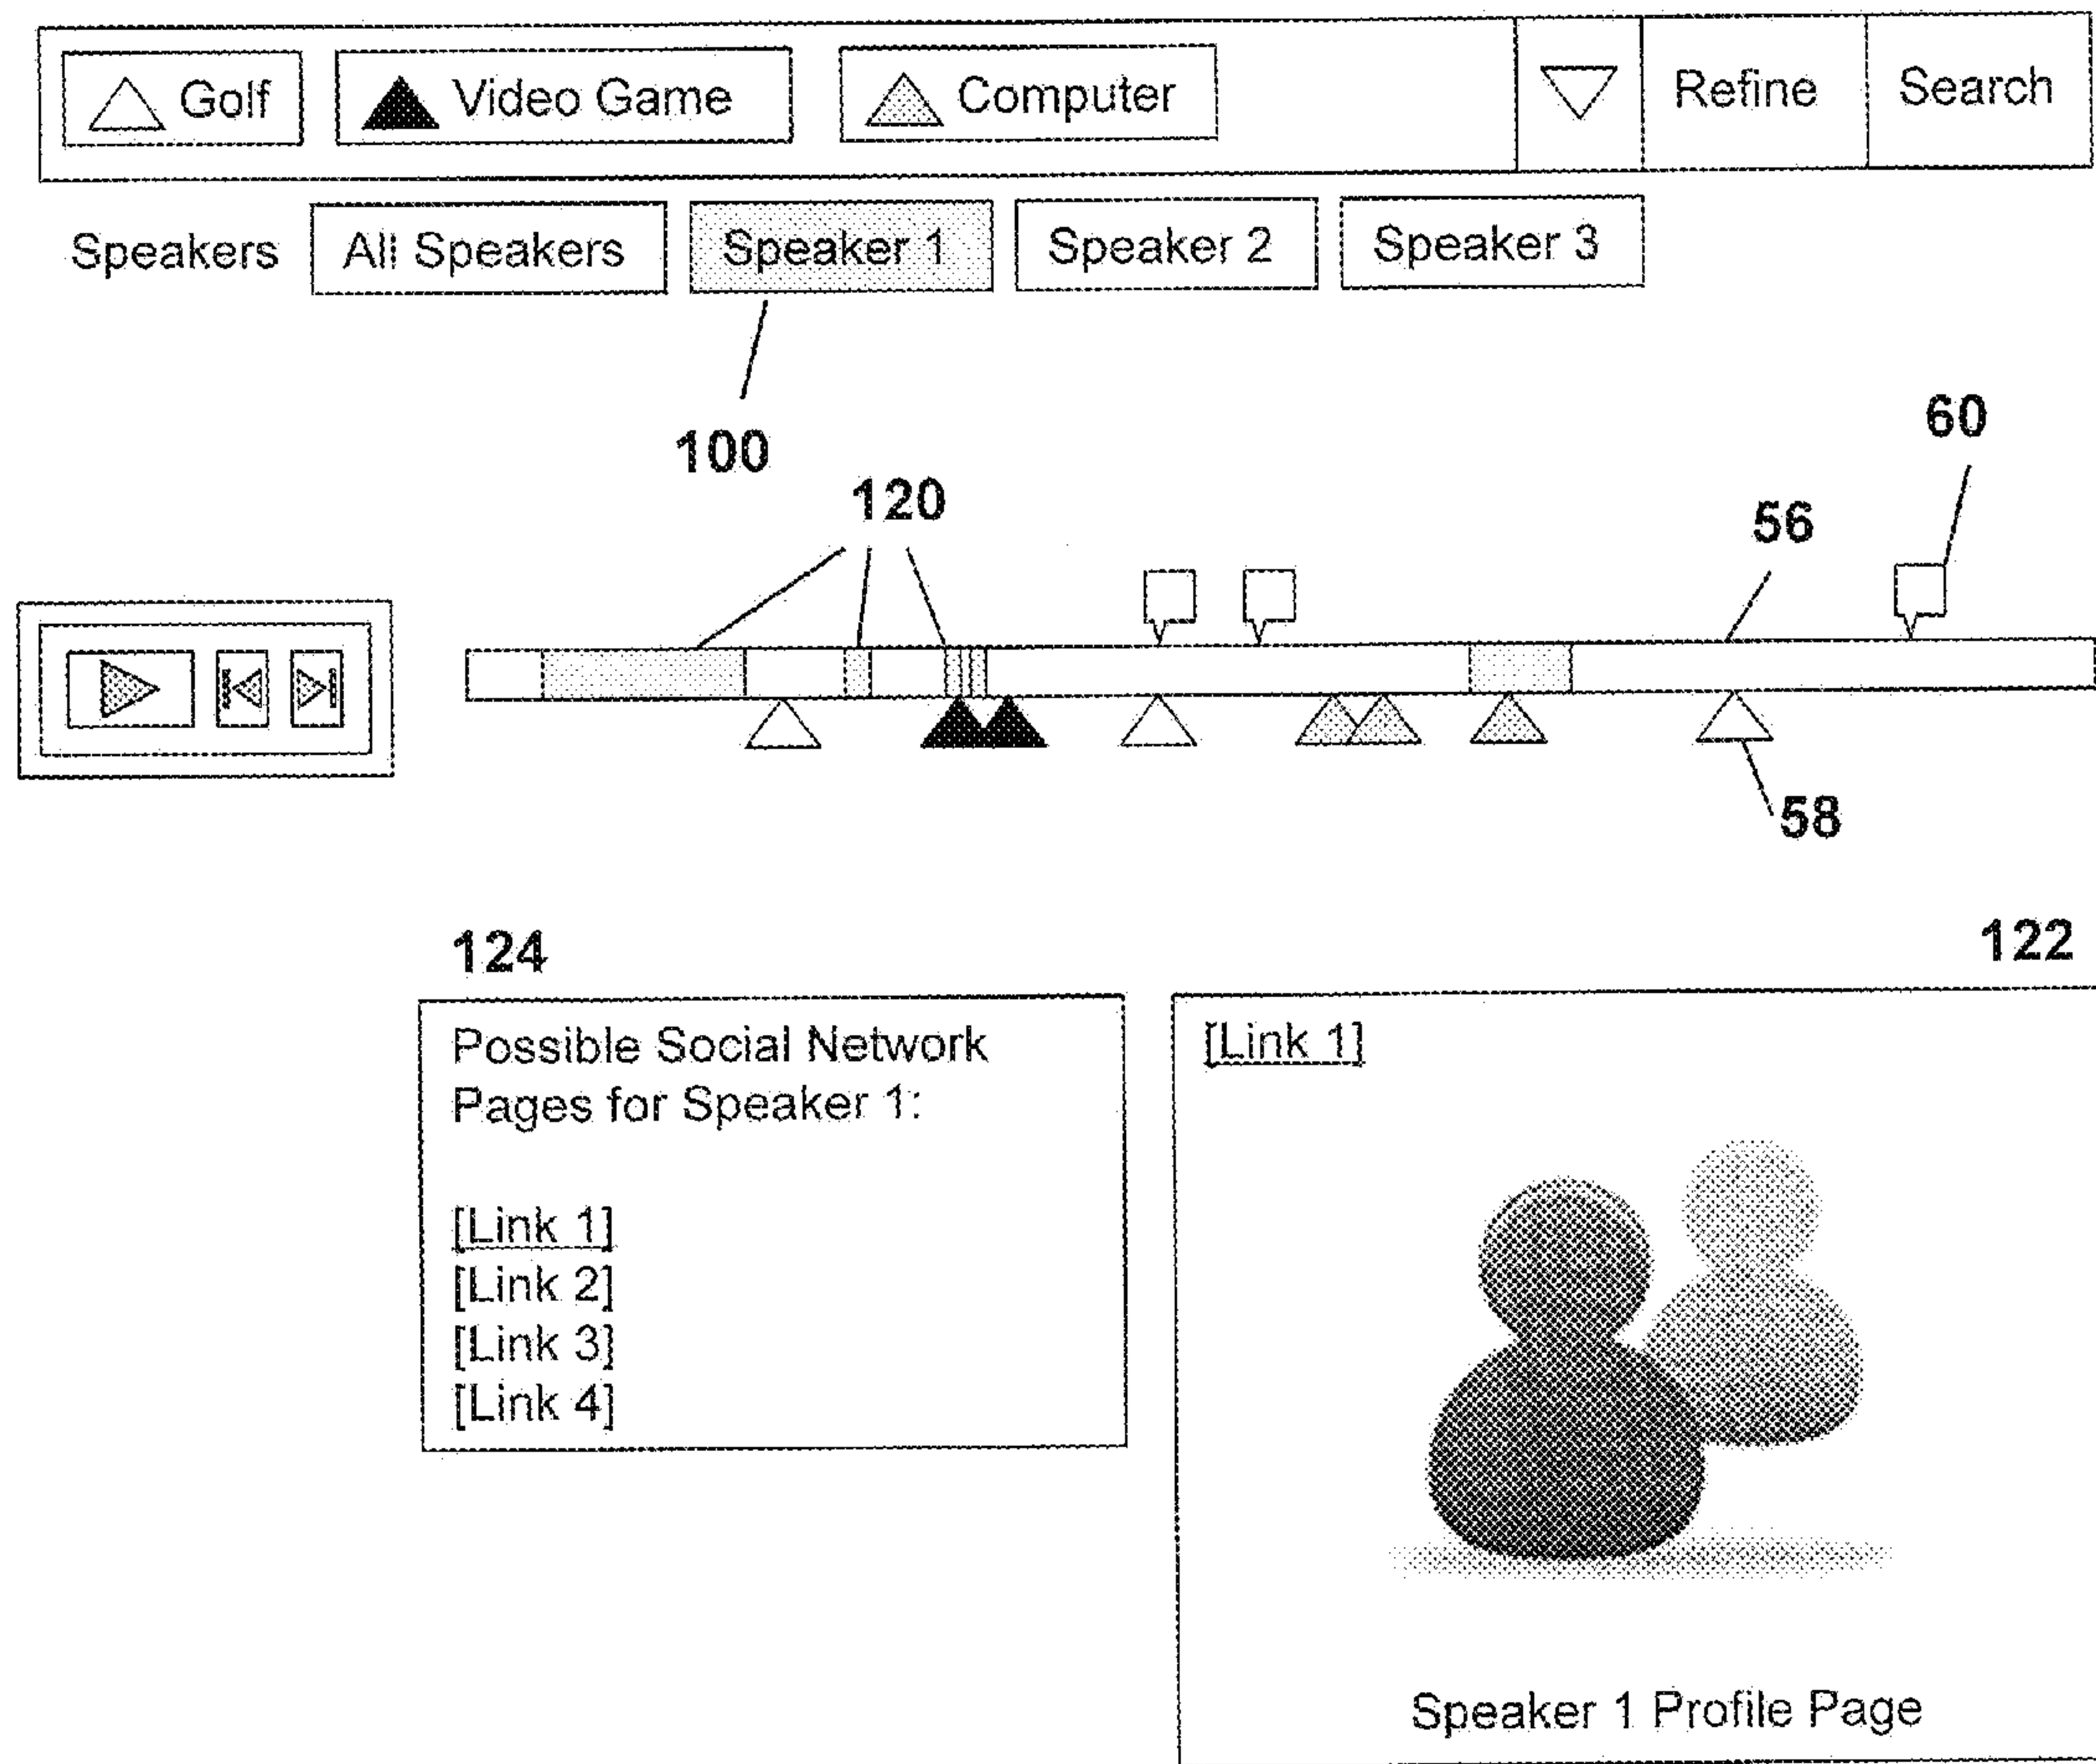 Golf Video Game Computer Refine Search
Speakers All Speakers Speaker 1 Speaker 2 Speaker 3
100
60
120
56
58
124
122
Possible Social Network
Pages for Speaker 1:
[Link 1]
[Link 2]
[Link 3]
[Link 4]
[Link 1]
Speaker 1 Profile Page